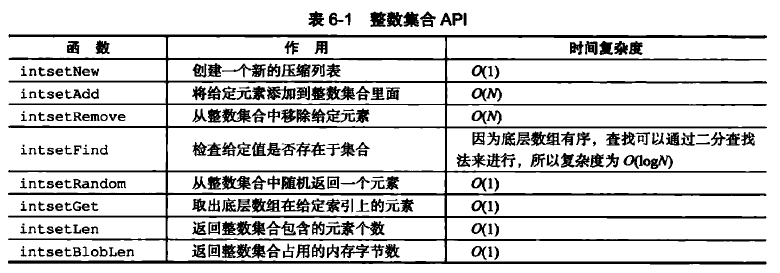 表 6-1 整数集合 API
函 数 作 用 时间复杂度
intsetNew 创建一个新的压缩列表 O(1)
intsetAdd 将给定元素添加到整数集合里面 O(N)
intsetRemove 从整数集合中移除给定元素 O(N)
intsetFind 检查给定值是否存在于集合 因为底层数组有序，查找可以通过二分查找
法来进行，所以复杂度为 O(logN)
intsetRandom 从整数集合中随机返回一个元素 O(1)
intsetGet 取出底层数组在给定索引上的元素 O(1)
intsetLen 返回整数集合包含的元素个数 O(1)
intsetBlobLen 返回整数集合占用的内存字节数 O(1)